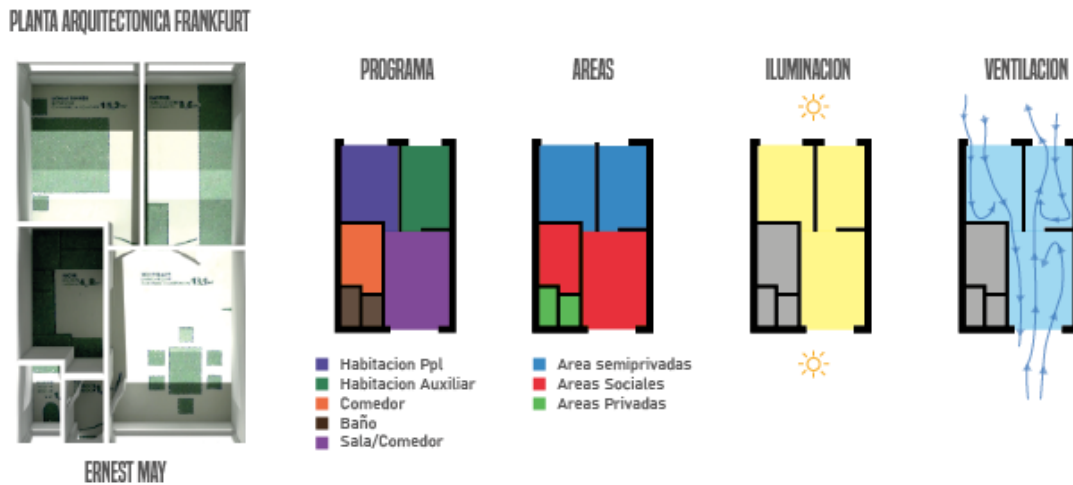 PLANTA ARQUITECTONICA FRANKFURT
PROGRAMA
AREAS
ILUMINACION
VENTILACION
Habitacion Ppl
Habitacion Auxiliar
Comedor
Baño
Sala/Comedor
Area semiprivadas
Areas Sociales
Areas Privadas
ERNEST MAY